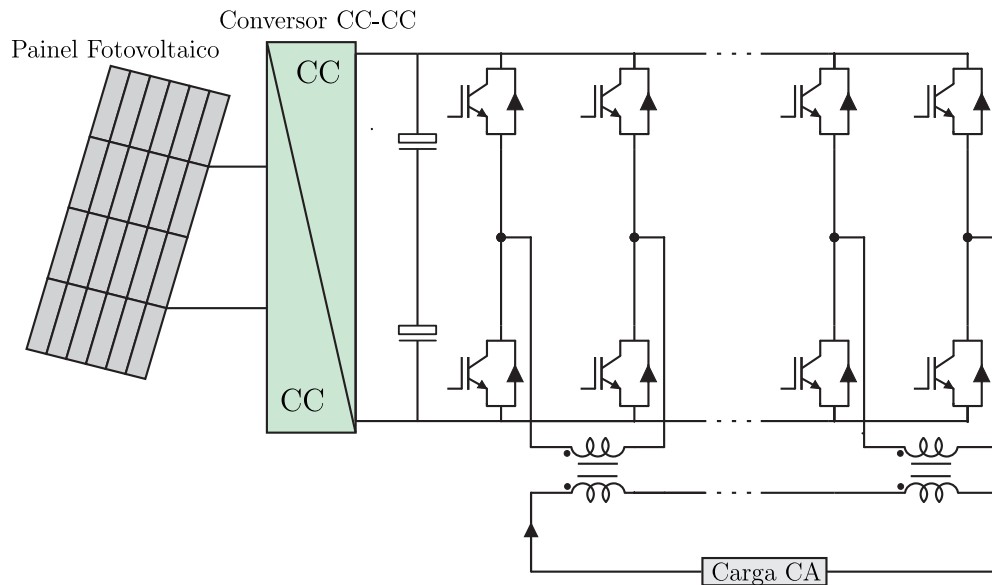 Conversor CC-CC
Painel Fotovoltaico
CC
CC
Carga CA